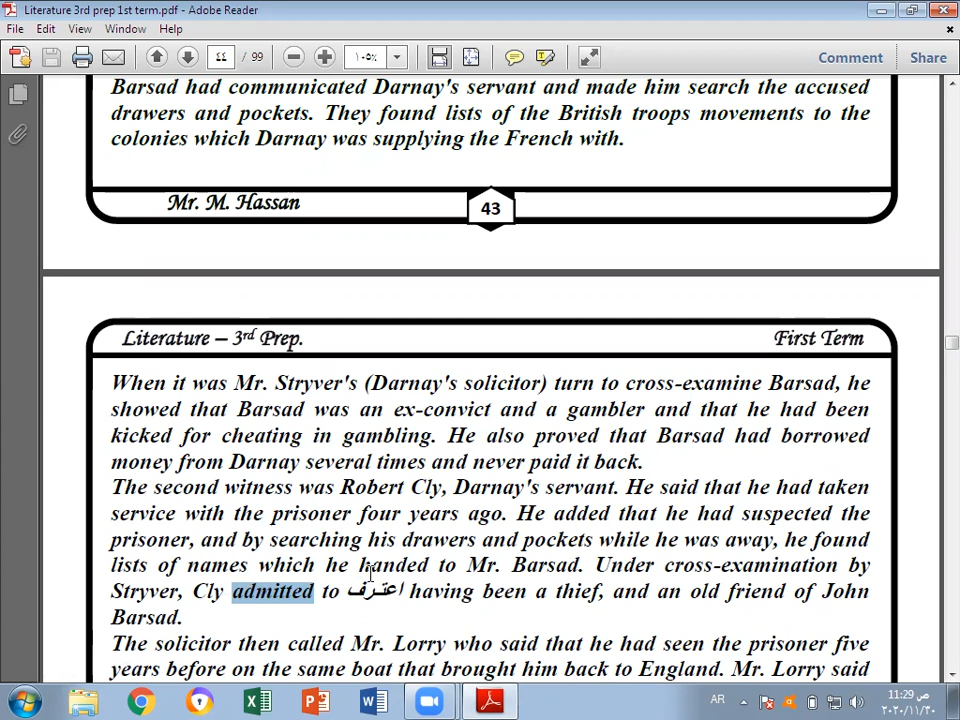 Literature 3rd prep 1st term.pdf - Adobe Reader
File Edit View Window Help
٤٤ / 99 ١٠٥% Comment Share
Barsad had communicated Darnay's servant and made him search the accused
drawers and pockets. They found lists of the British troops movements to the
colonies which Darnay was supplying the French with.
Mr. M. Hassan 43
Literature – 3rd Prep. First Term
When it was Mr. Stryver's (Darnay's solicitor) turn to cross-examine Barsad, he
showed that Barsad was an ex-convict and a gambler and that he had been
kicked for cheating in gambling. He also proved that Barsad had borrowed
money from Darnay several times and never paid it back.
The second witness was Robert Cly, Darnay's servant. He said that he had taken
service with the prisoner four years ago. He added that he had suspected the
prisoner, and by searching his drawers and pockets while he was away, he found
lists of names which he handed to Mr. Barsad. Under cross-examination by
Stryver, Cly admitted to اعترف having been a thief, and an old friend of John
Barsad.
The solicitor then called Mr. Lorry who said that he had seen the prisoner five
years before on the same boat that brought him back to England. Mr. Lorry said
AR ص 11:29
٢٠٢٠/١١/٣٠